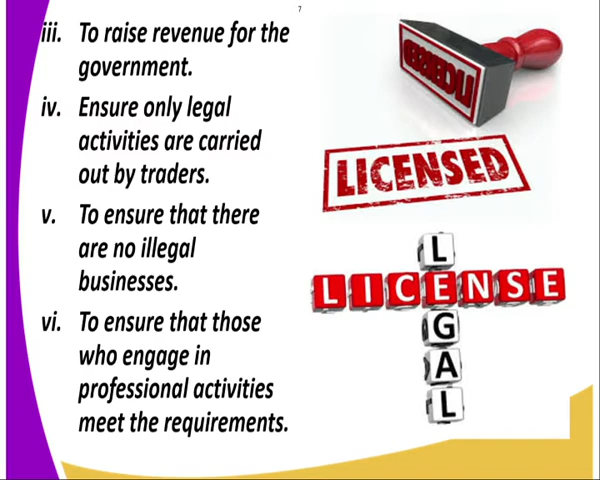 7
iii. To raise revenue for the
government.
iv. Ensure only legal
activities are carried
out by traders.
v. To ensure that there
are no illegal
businesses.
vi. To ensure that those
who engage in
professional activities
meet the requirements.
LICENSED
LICENSED
L
LICENSE
G
A
L